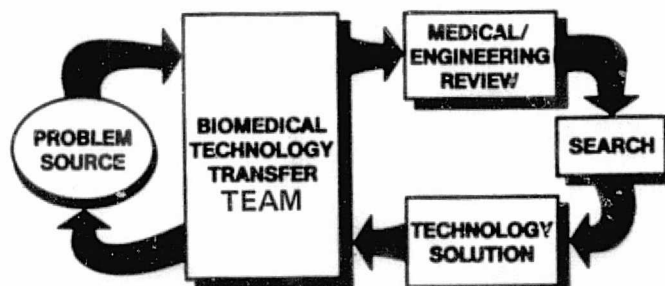 PROBLEM
SOURCE
BIOMEDICAL
TECHNOLOGY
TRANSFER
TEAM
MEDICAL/
ENGINEERING
REVIEW
SEARCH
TECHNOLOGY
SOLUTION